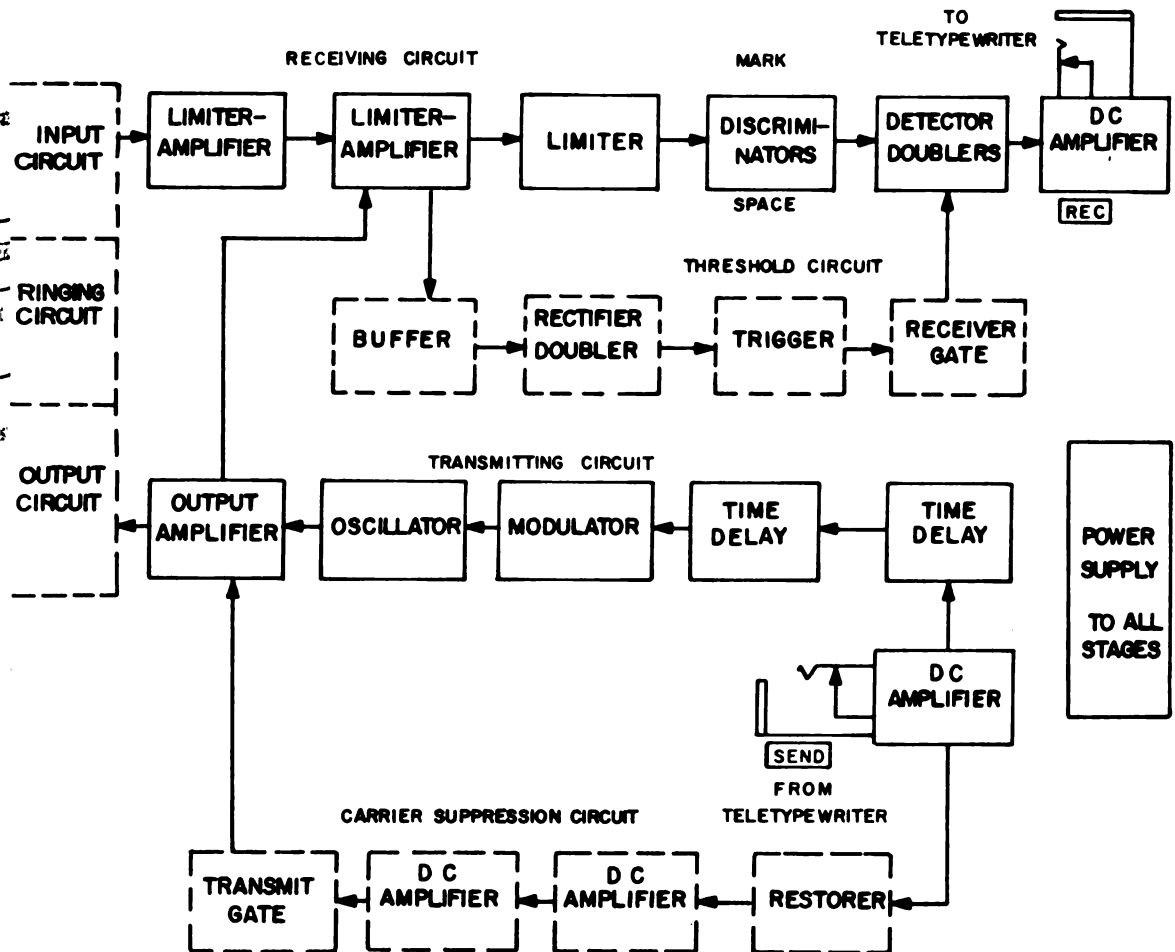 TO
TELETYPEWRITER
RECEIVING CIRCUIT
MARK
INPUT
CIRCUIT
LIMITER-
AMPLIFIER
LIMITER-
AMPLIFIER
LIMITER
DISCRIMI-
NATORS
DETECTOR
DOUBLERS
DC
AMPLIFIER
SPACE
REC
THRESHOLD CIRCUIT
RINGING
CIRCUIT
BUFFER
RECTIFIER
DOUBLER
TRIGGER
RECEIVER
GATE
TRANSMITTING CIRCUIT
OUTPUT
CIRCUIT
OUTPUT
AMPLIFIER
OSCILLATOR
MODULATOR
TIME
DELAY
TIME
DELAY
POWER
SUPPLY
TO ALL
STAGES
DC
AMPLIFIER
SEND
FROM
TELETYPEWRITER
CARRIER SUPPRESSION CIRCUIT
TRANSMIT
GATE
DC
AMPLIFIER
DC
AMPLIFIER
RESTORER